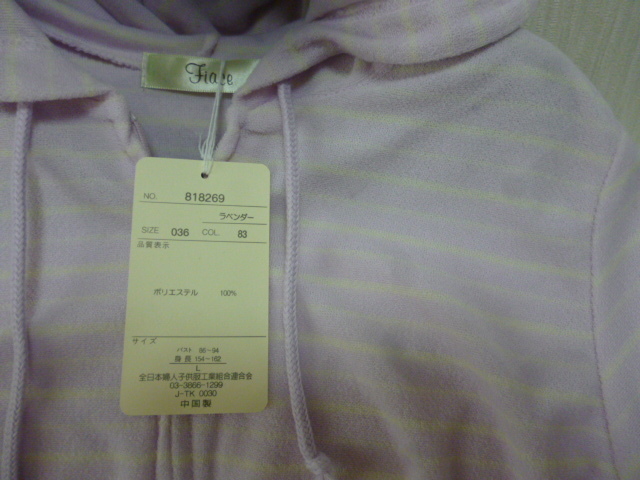 Fiace
NO. 818269
ラベンダー
SIZE 036 COL. 83
品質表示
ポリエステル 100%
サイズ
バスト 86〜94
身長 154〜162
L
全日本婦人子供服工業組合連合会
03-3866-1299
J-TK 0030
中国製